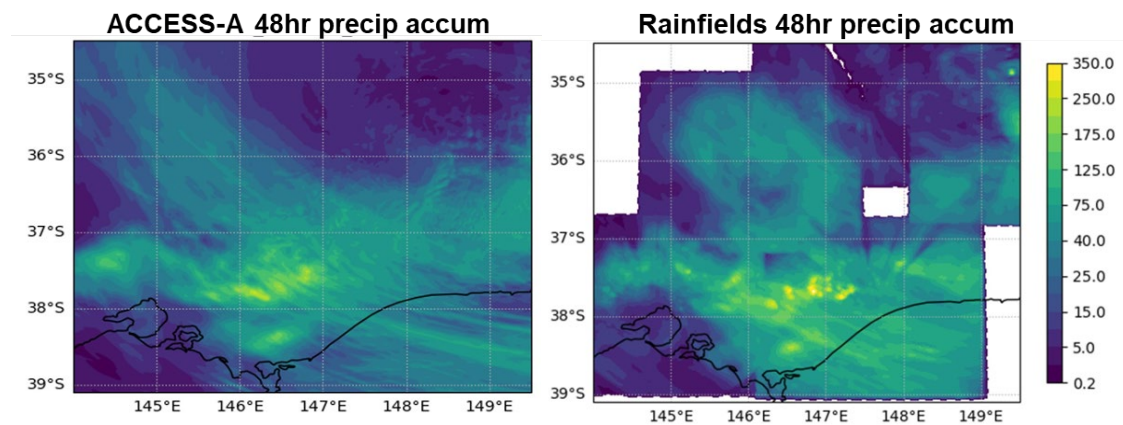 ACCESS-A 48hr precip accum
Rainfields 48hr precip accum
35°S
36°S
37°S
38°S
39°S
145°E 146°E 147°E 148°E 149°E
35°S
36°S
37°S
38°S
39°S
145°E 146°E 147°E 148°E 149°E
350.0
250.0
175.0
125.0
75.0
40.0
25.0
15.0
5.0
0.2